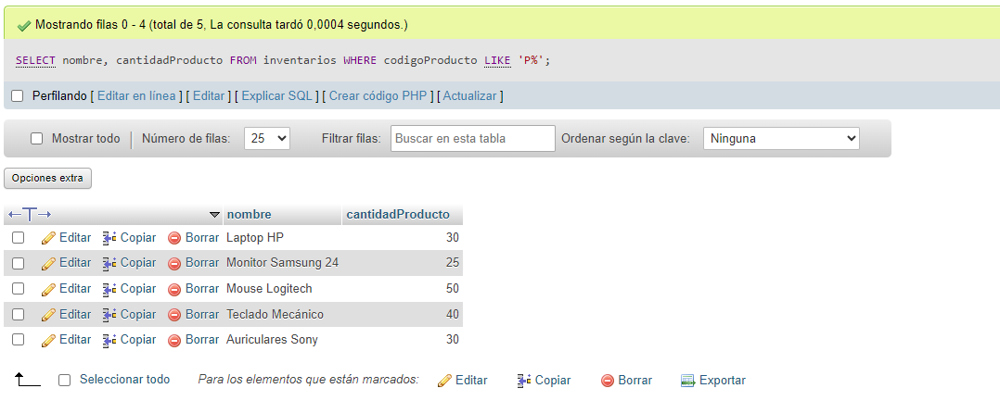 Mostrando filas 0 - 4 (total de 5, La consulta tardó 0,0004 segundos.)
SELECT nombre, cantidadProducto FROM inventarios WHERE codigoProducto LIKE 'P%';
Perfilando [ Editar en línea ] [ Editar ] [ Explicar SQL ] [ Crear código PHP ] [ Actualizar ]
Mostrar todo Número de filas: 25 Filtrar filas: Buscar en esta tabla Ordenar según la clave: Ninguna
Opciones extra
nombre cantidadProducto
Editar Copiar Borrar Laptop HP 30
Editar Copiar Borrar Monitor Samsung 24 25
Editar Copiar Borrar Mouse Logitech 50
Editar Copiar Borrar Teclado Mecánico 40
Editar Copiar Borrar Auriculares Sony 30
Seleccionar todo Para los elementos que están marcados: Editar Copiar Borrar Exportar